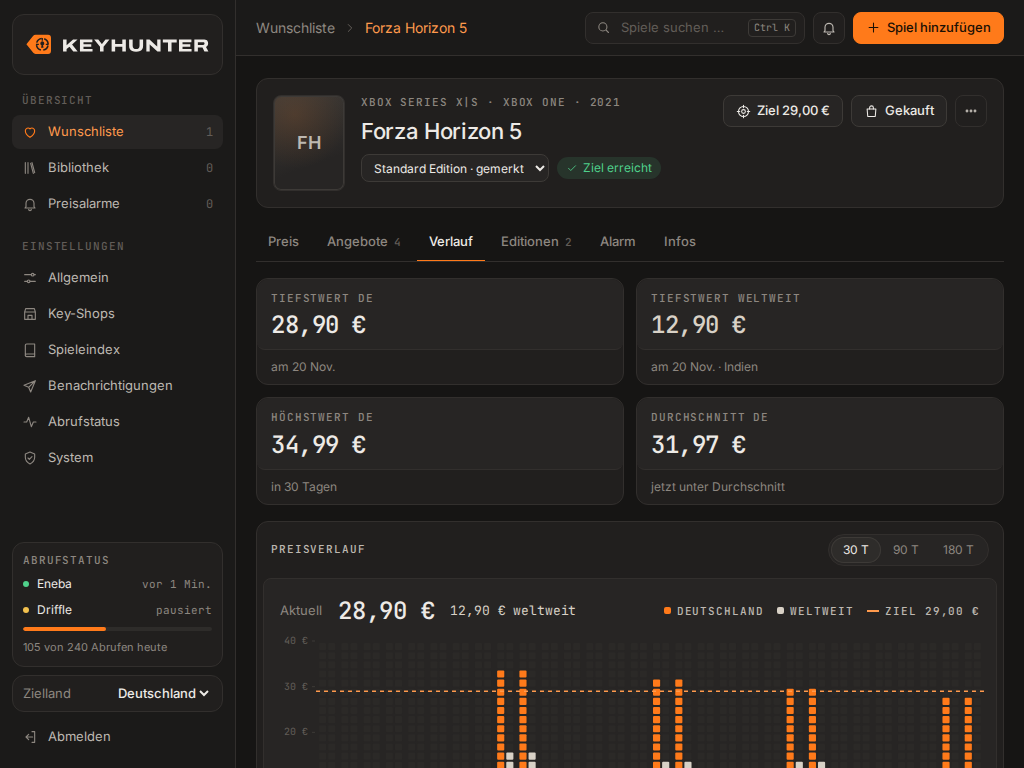 KEYHUNTER
Wunschliste
Forza Horizon 5
Spiele suchen ...
Ctrl K
Spiel hinzufügen
ÜBERSICHT
Wunschliste 1
Bibliothek 0
Preisalarme 0
EINSTELLUNGEN
Allgemein
Key-Shops
Spieleindex
Benachrichtigungen
Abrufstatus
System
ABRUFSTATUS
Eneba vor 1 Min.
Driffle pausiert
105 von 240 Abrufen heute
Zielland Deutschland
Abmelden
FH
XBOX SERIES X|S · XBOX ONE · 2021
Forza Horizon 5
Standard Edition · gemerkt
Ziel erreicht
Ziel 29,00 €
Gekauft
Preis Angebote 4 Verlauf Editionen 2 Alarm Infos
TIEFSTWERT DE
28,90 €
am 20 Nov.
TIEFSTWERT WELTWEIT
12,90 €
am 20 Nov. · Indien
HÖCHSTWERT DE
34,99 €
in 30 Tagen
DURCHSCHNITT DE
31,97 €
jetzt unter Durchschnitt
PREISVERLAUF
30 T 90 T 180 T
Aktuell 28,90 € 12,90 € weltweit
DEUTSCHLAND WELTWEIT ZIEL 29,00 €
40 €
30 €
20 €